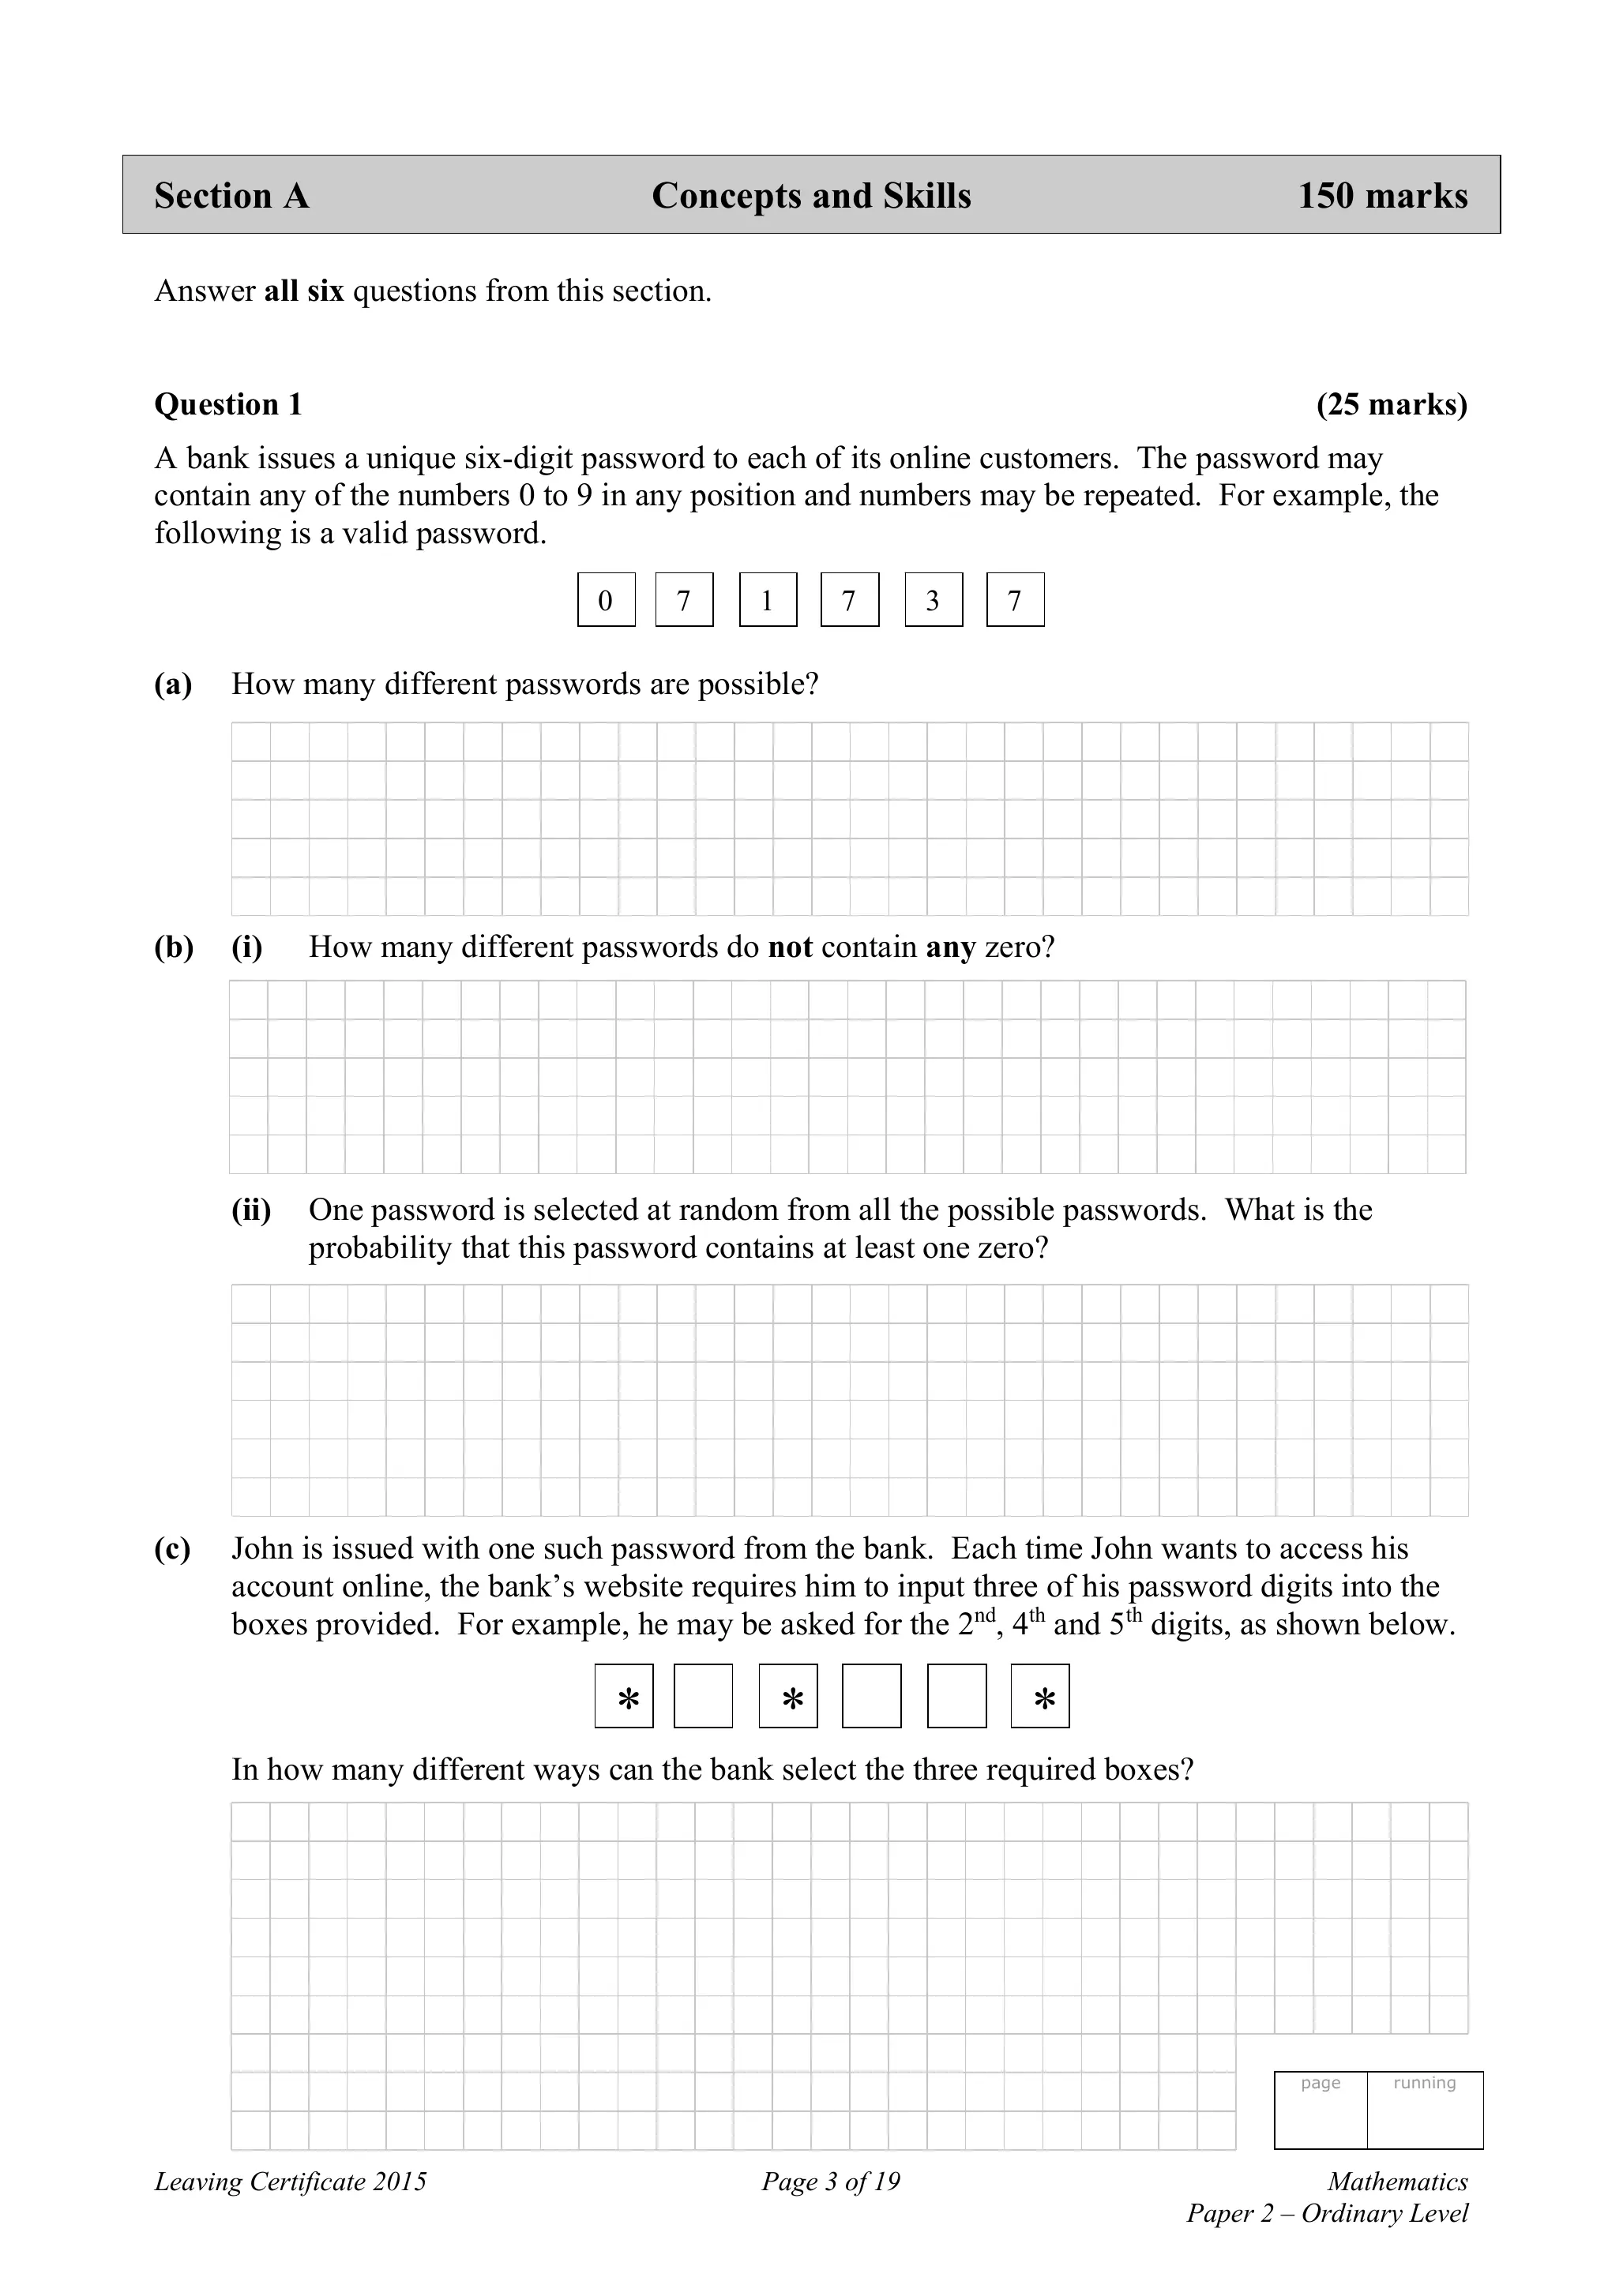 Section A Concepts and Skills 150 marks
Answer all six questions from this section.
Question 1 (25 marks)
A bank issues a unique six-digit password to each of its online customers. The password may
contain any of the numbers 0 to 9 in any position and numbers may be repeated. For example, the
following is a valid password.
0 7 1 7 3 7
(a) How many different passwords are possible?
(b) (i) How many different passwords do not contain any zero?
(ii) One password is selected at random from all the possible passwords. What is the
probability that this password contains at least one zero?
(c) John is issued with one such password from the bank. Each time John wants to access his
account online, the bank’s website requires him to input three of his password digits into the
boxes provided. For example, he may be asked for the 2nd, 4th and 5th digits, as shown below.
* * *
In how many different ways can the bank select the three required boxes?
page running
Leaving Certificate 2015 Page 3 of 19 Mathematics
Paper 2 – Ordinary Level